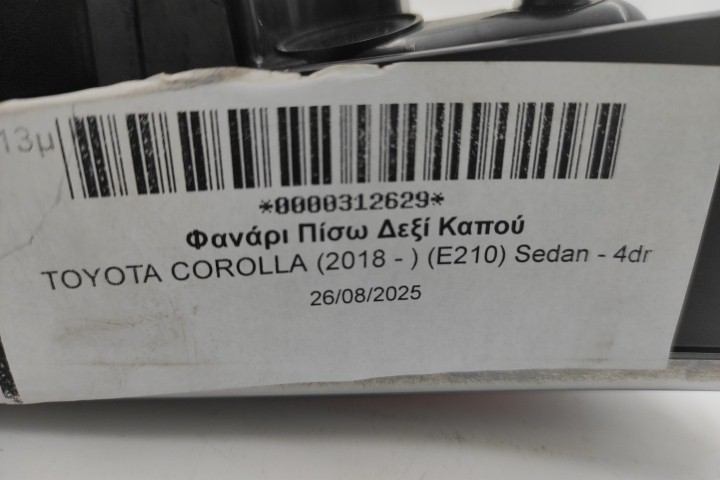 13μ
*0000312629*
Φανάρι Πίσω Δεξί Καπού
TOYOTA COROLLA (2018 - ) (E210) Sedan - 4dr
26/08/2025